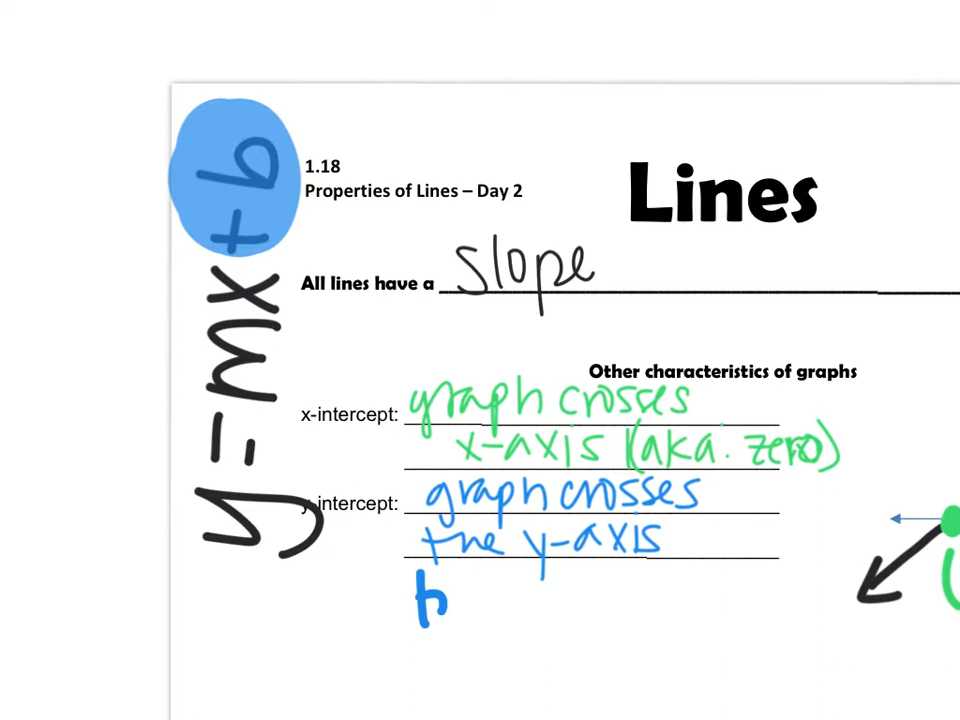 y = mx + b
1.18
Properties of Lines – Day 2
Lines
All lines have a slope
Other characteristics of graphs
x-intercept: graph crosses
x-axis (aka. zero)
y-intercept: graph crosses
the y-axis